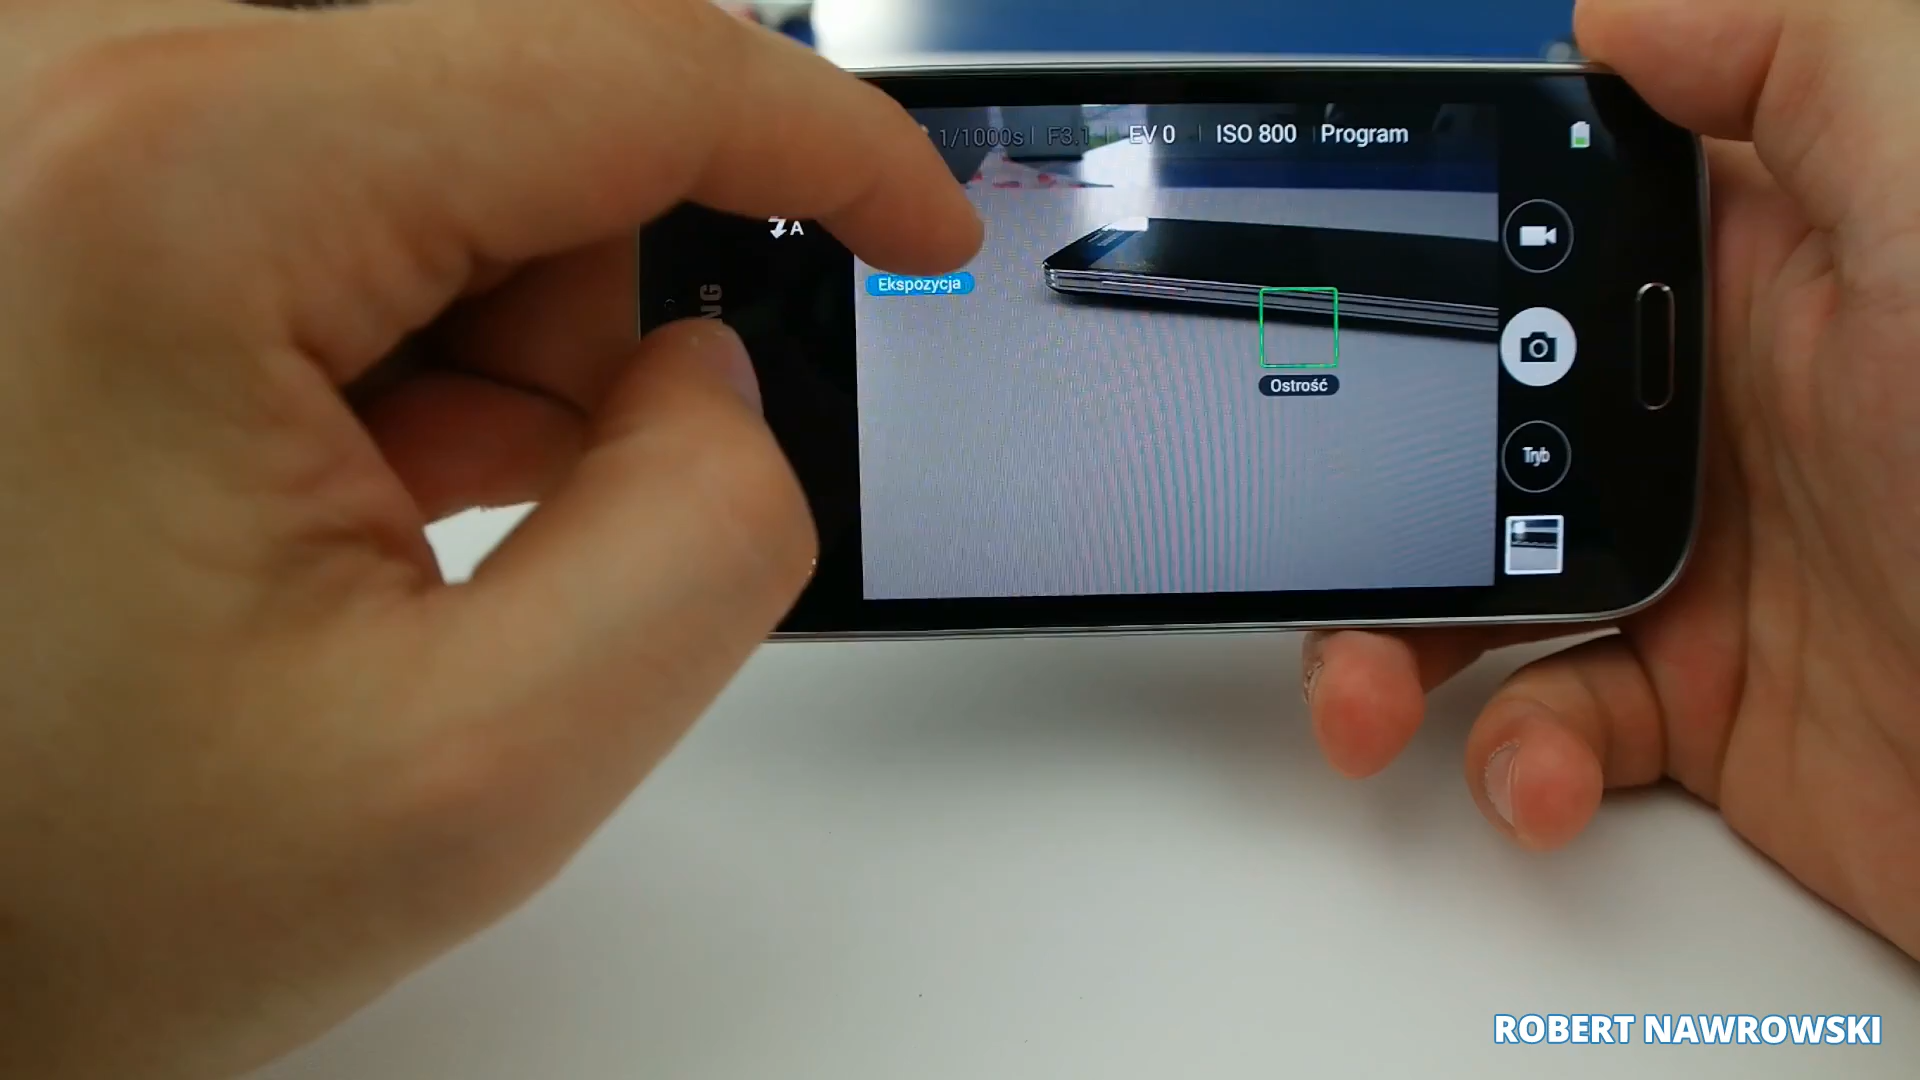 1/1000s | F3.1 | EV 0 | ISO 800 | Program
A
Ekspozycja
Ostrość
Tryb
ROBERT NAWROWSKI